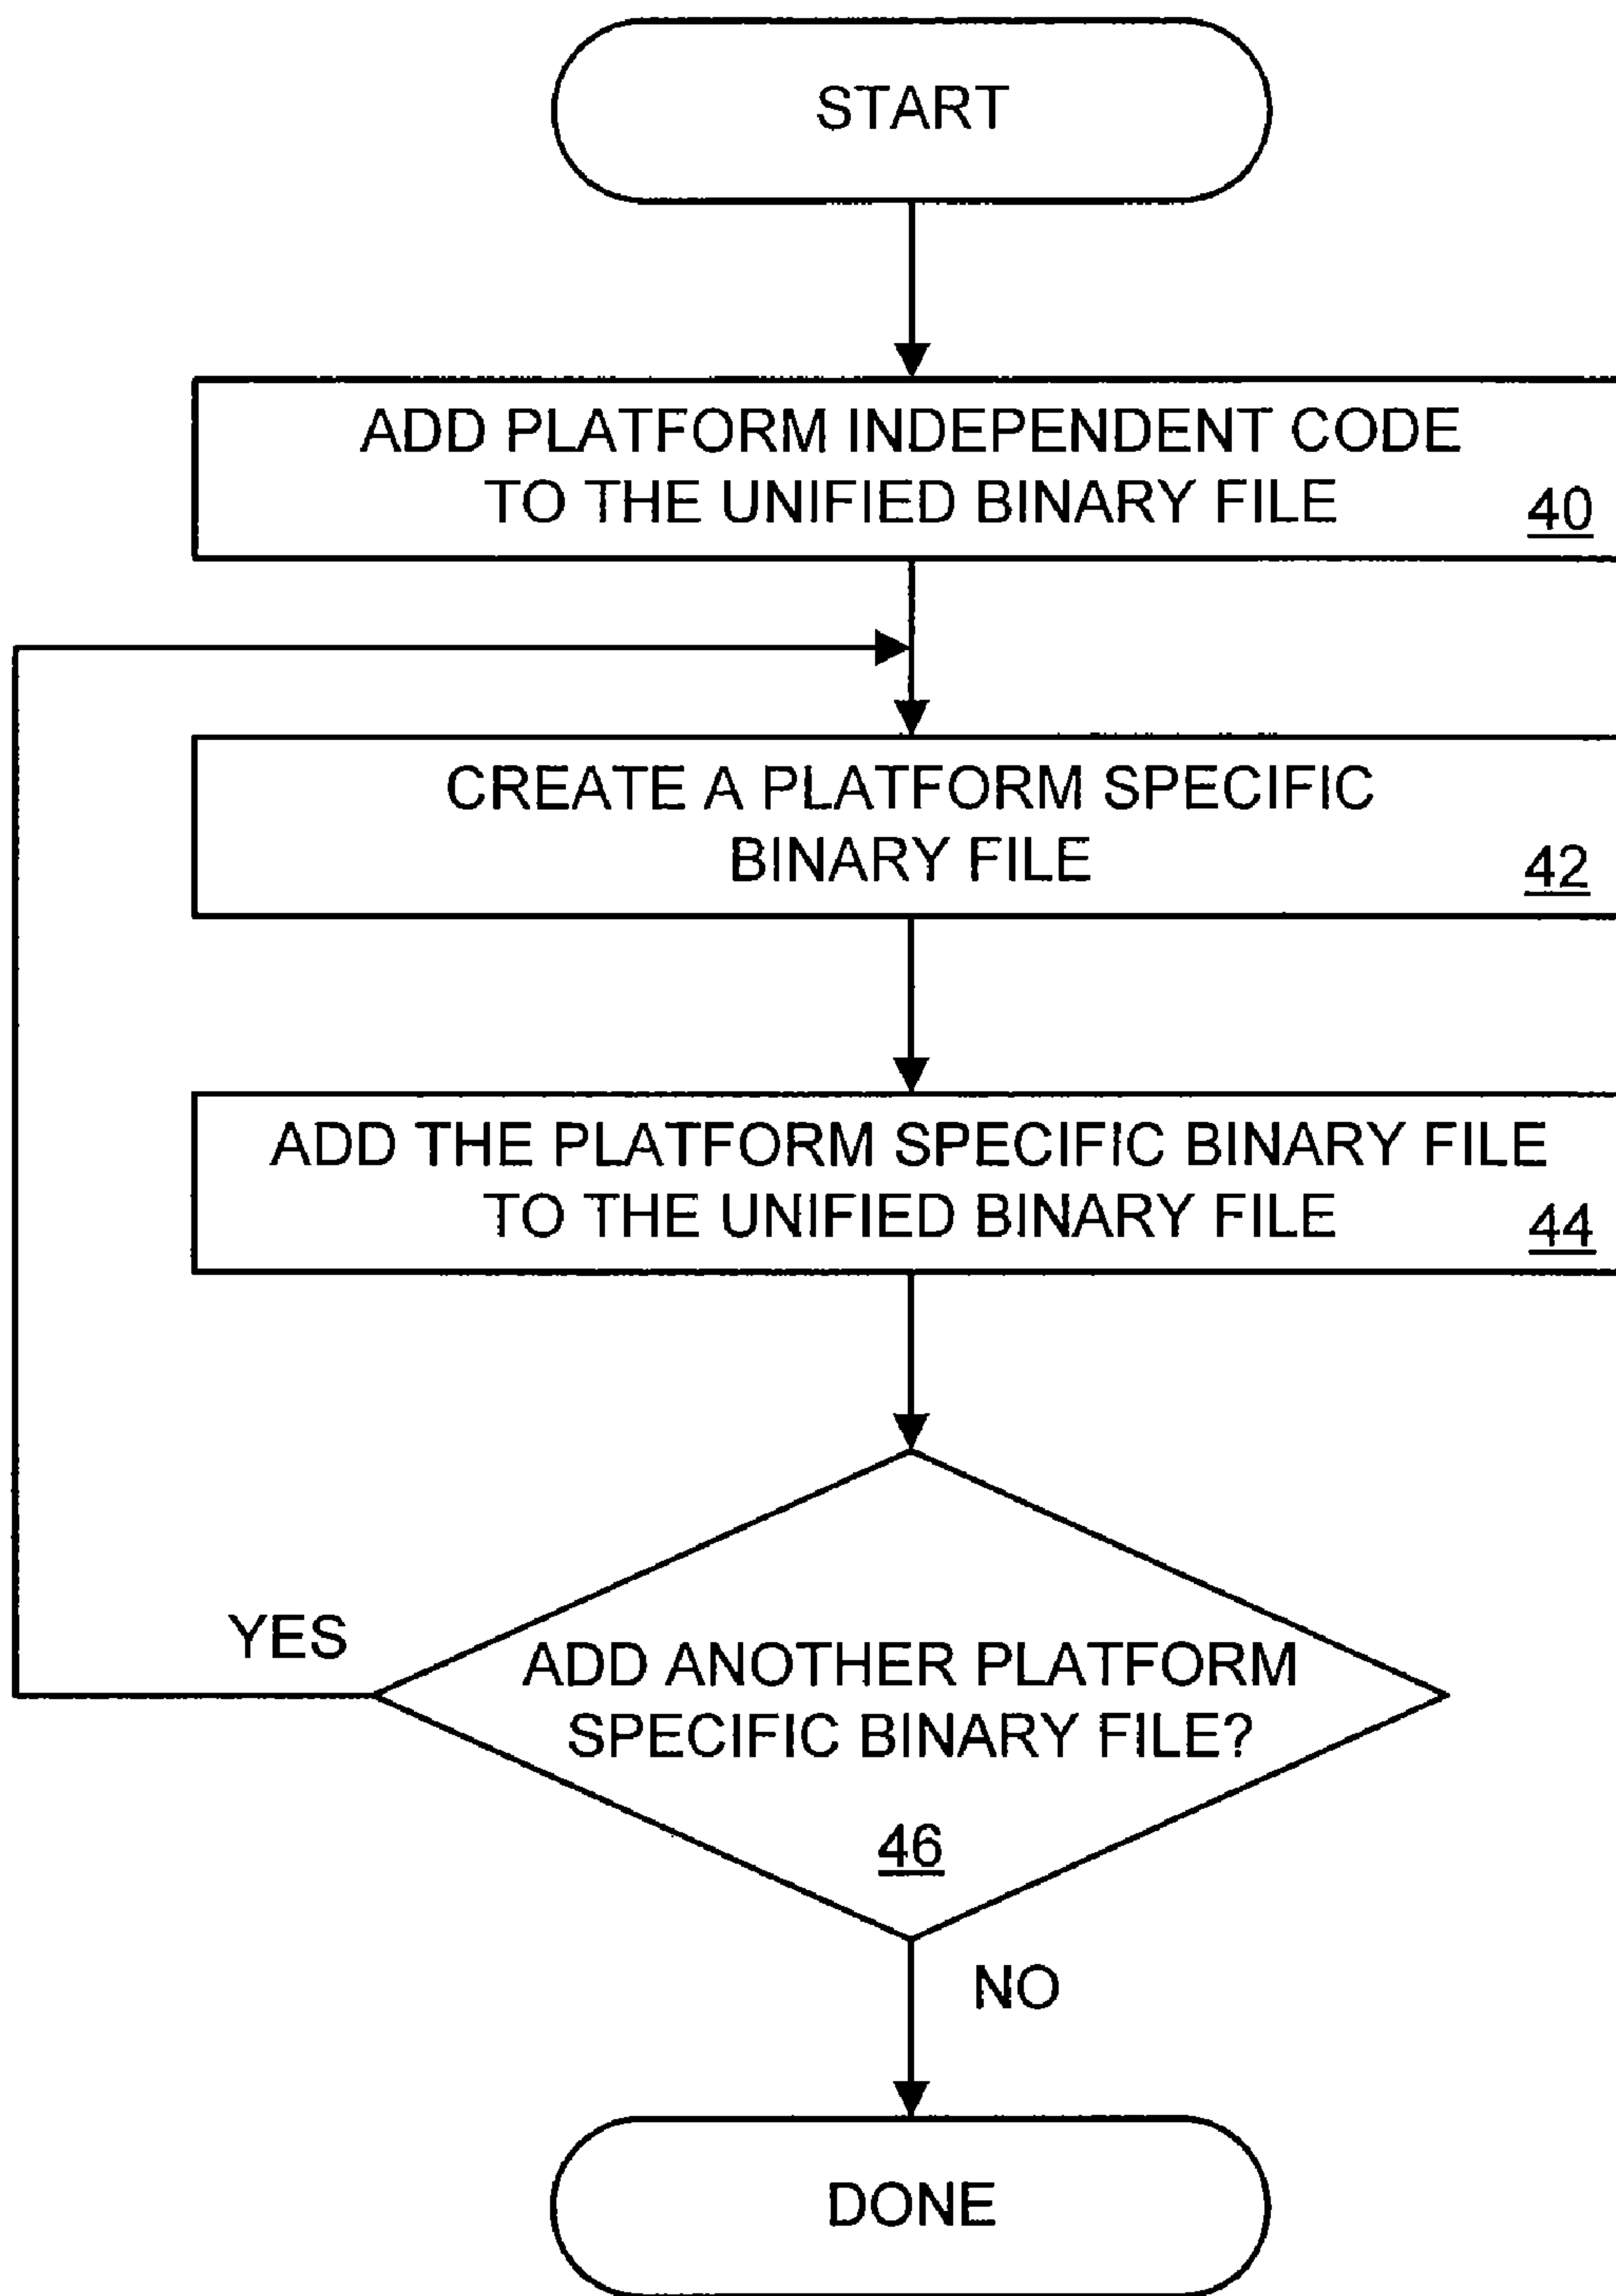 START
ADD PLATFORM INDEPENDENT CODE
TO THE UNIFIED BINARY FILE
40
CREATE A PLATFORM SPECIFIC
BINARY FILE
42
ADD THE PLATFORM SPECIFIC BINARY FILE
TO THE UNIFIED BINARY FILE
44
YES
ADD ANOTHER PLATFORM
SPECIFIC BINARY FILE?
46
NO
DONE